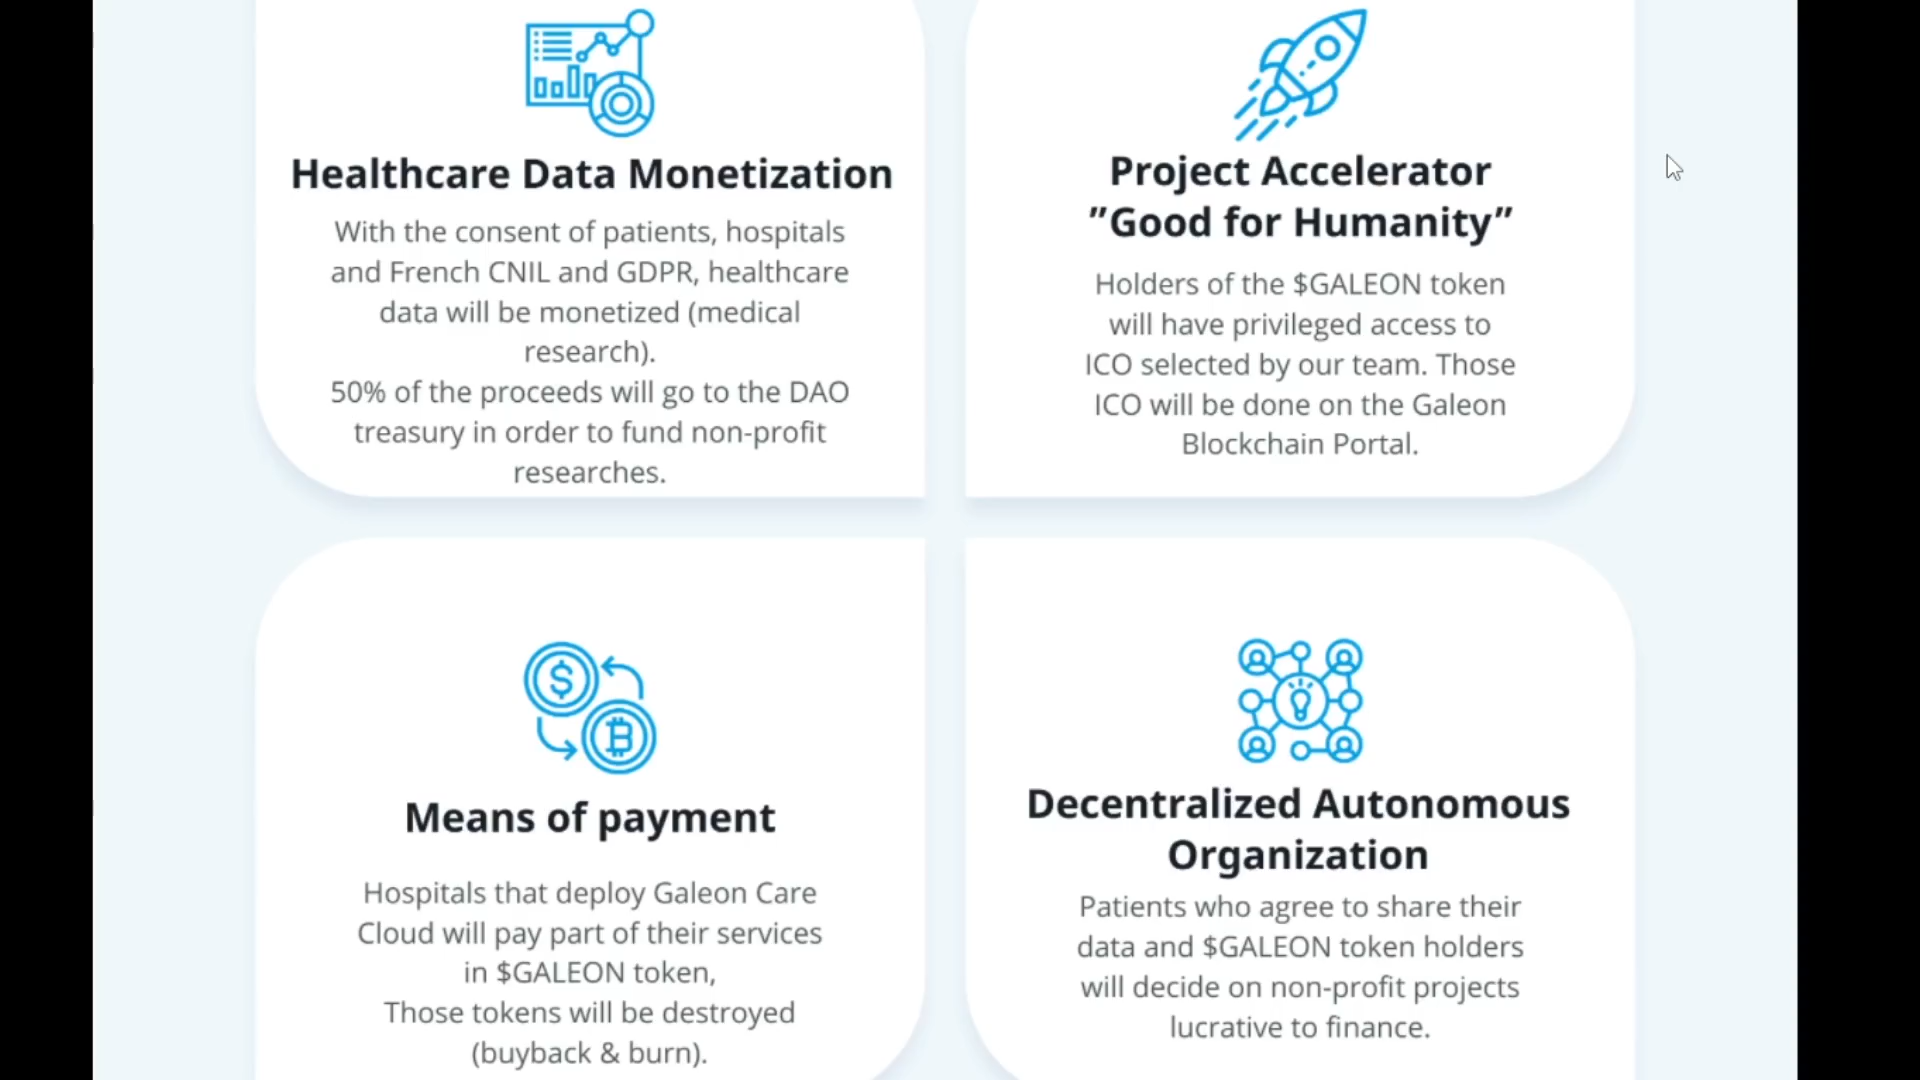 Healthcare Data Monetization
With the consent of patients, hospitals
and French CNIL and GDPR, healthcare
data will be monetized (medical
research).
50% of the proceeds will go to the DAO
treasury in order to fund non-profit
researches.
Project Accelerator
”Good for Humanity”
Holders of the $GALEON token
will have privileged access to
ICO selected by our team. Those
ICO will be done on the Galeon
Blockchain Portal.
Means of payment
Hospitals that deploy Galeon Care
Cloud will pay part of their services
in $GALEON token,
Those tokens will be destroyed
(buyback & burn).
Decentralized Autonomous
Organization
Patients who agree to share their
data and $GALEON token holders
will decide on non-profit projects
lucrative to finance.